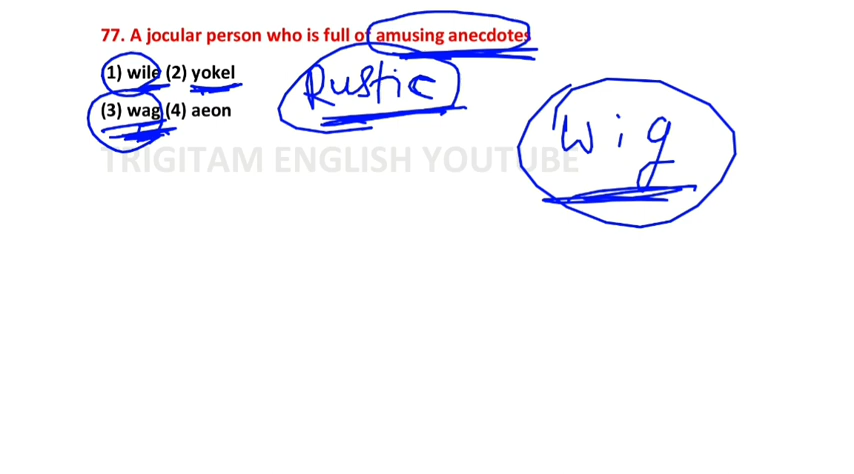 77. A jocular person who is full of amusing anecdotes
(1) wile (2) yokel
Rustic
(3) wag (4) aeon
wig
TRIGITAM ENGLISH YOUTUBE